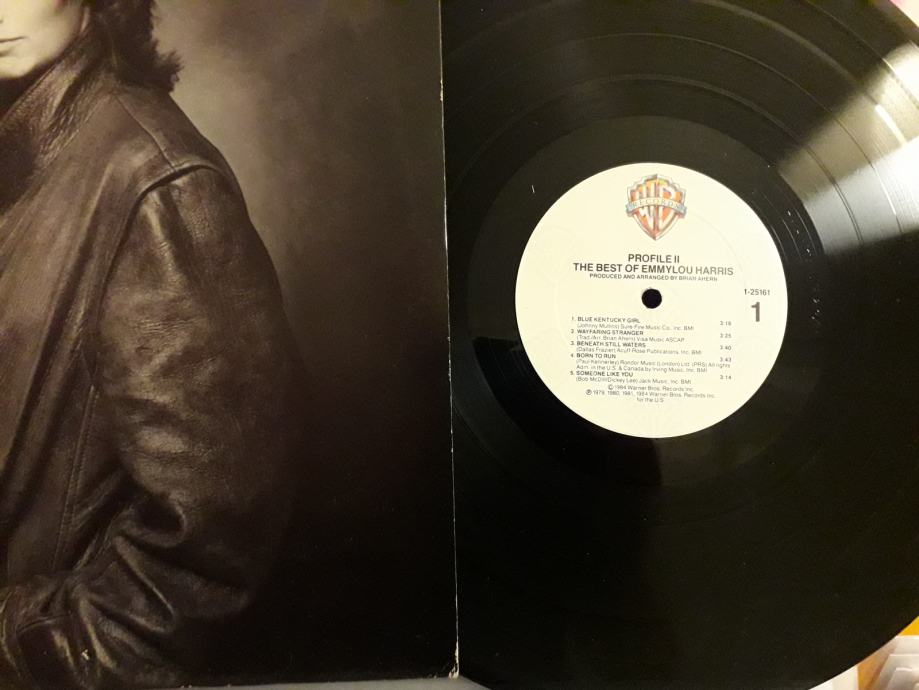 RECORDS
PROFILE II
THE BEST OF EMMYLOU HARRIS
PRODUCED AND ARRANGED BY BRIAN AHERN
1-25161
1
1. BLUE KENTUCKY GIRL 3:18
(Johnny Mullins) Sure-Fire Music Co., Inc. BMI
2. WAYFARING STRANGER 3:25
(Trad./Arr. Brian Ahern) Visa Music ASCAP
3. BENEATH STILL WATERS 3:40
(Dallas Frazier) Acuff-Rose Publications, Inc. BMI
4. BORN TO RUN 3:43
(Paul Kennerley) Rondor Music (London) Ltd. (PRS) All rights
Adm. in the U.S. & Canada by Irving Music, Inc. BMI
5. SOMEONE LIKE YOU 3:14
(Bob McDill/Dickey Lee) Jack Music, Inc. BMI
© 1984 Warner Bros. Records Inc.
℗ 1979, 1980, 1981, 1984 Warner Bros. Records Inc.
for the U.S.